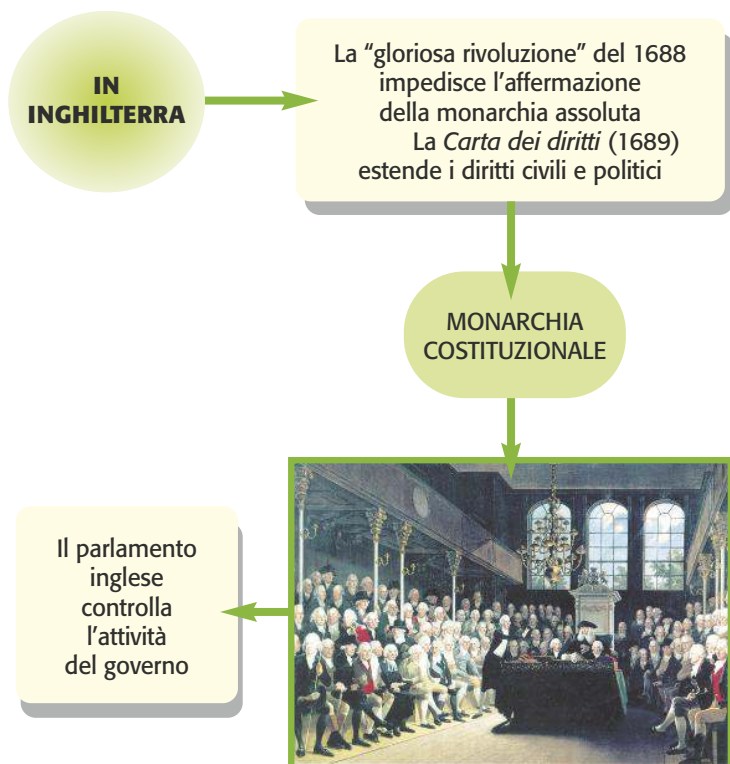 IN
INGHILTERRA
La “gloriosa rivoluzione” del 1688
impedisce l’affermazione
della monarchia assoluta
La Carta dei diritti (1689)
estende i diritti civili e politici
MONARCHIA
COSTITUZIONALE
Il parlamento
inglese
controlla
l’attività
del governo